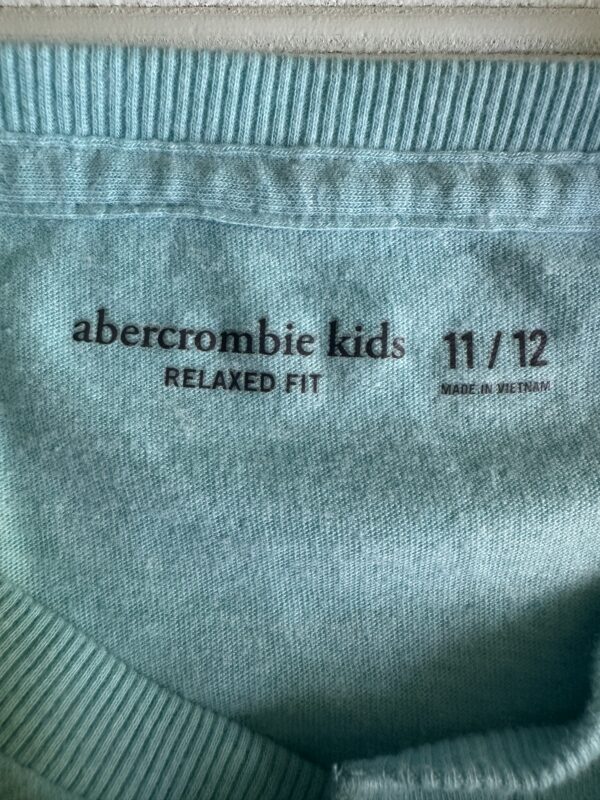 abercrombie kids 11 / 12
RELAXED FIT MADE IN VIETNAM